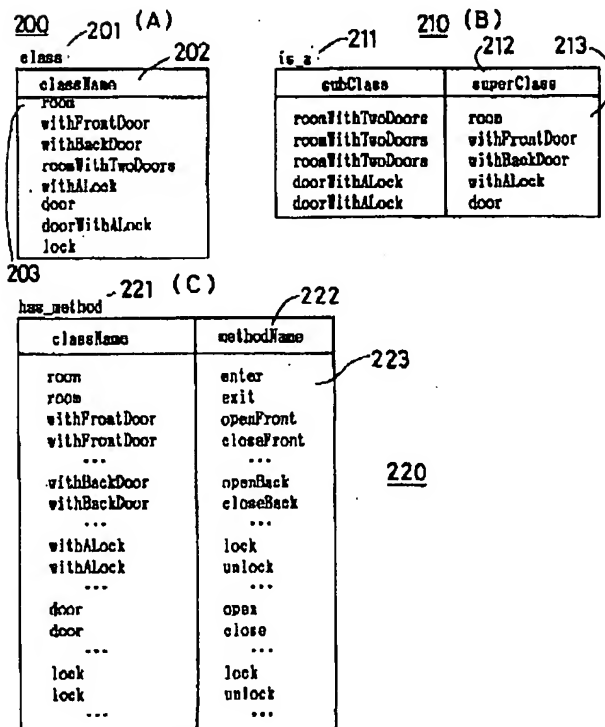 200 201 (A)
class 202
className
room
withFrontDoor
withBackDoor
roomWithTwoDoors
withALock
door
doorWithALock
lock
203
211 210 (B)
is_a 212 213
subClass superClass
roomWithTwoDoors room
roomWithTwoDoors withFrontDoor
roomWithTwoDoors withBackDoor
doorWithALock withALock
doorWithALock door
221 (C)
has_method 222
className methodName
223
room enter
room exit
withFrontDoor openFront
withFrontDoor closeFront
... ...
withBackDoor openBack
withBackDoor closeBack
... ...
withALock lock
withALock unlock
... ...
door open
door close
... ...
lock lock
lock unlock
... ...
220